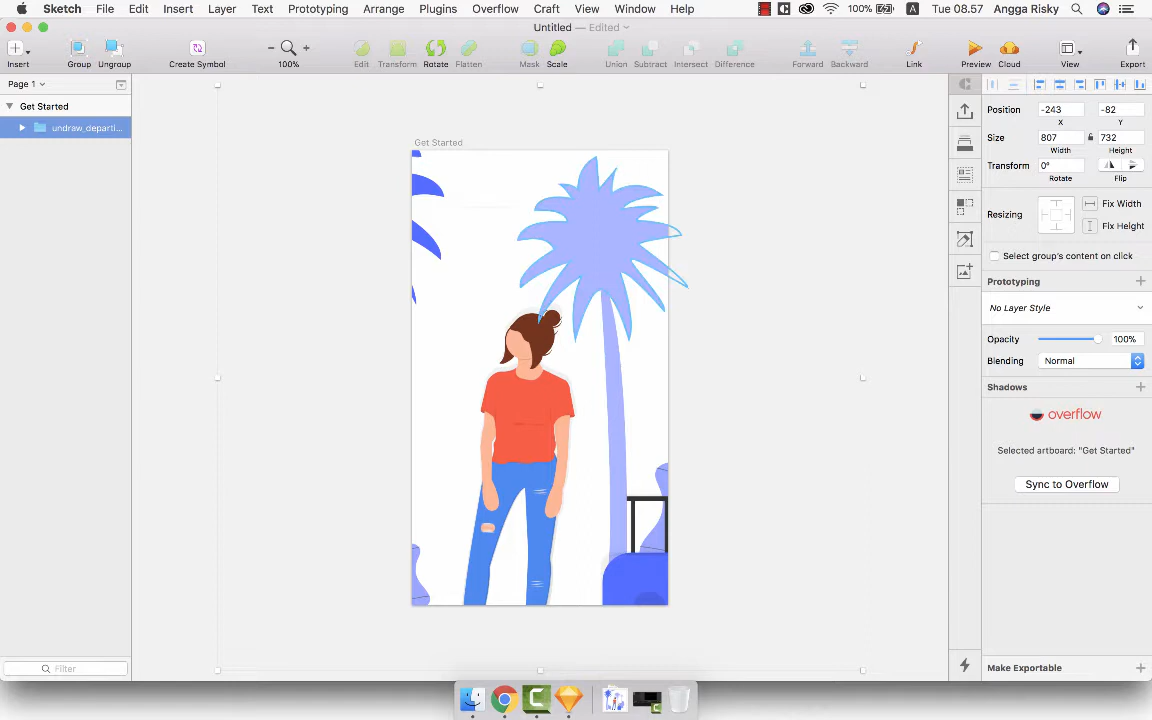 Sketch File Edit Insert Layer Text Prototyping Arrange Plugins Overflow Craft View Window Help 100% Tue 08.57 Angga Risky
Untitled — Edited
Insert Group Ungroup Create Symbol 100% Edit Transform Rotate Flatten Mask Scale Union Subtract Intersect Difference Forward Backward Link Preview Cloud View Export
Page 1
Get Started
undraw_departi...
Filter
Get Started
Position -243 -82
X Y
Size 807 732
Width Height
Transform 0°
Rotate Flip
Resizing Fix Width
Fix Height
Select group's content on click
Prototyping
No Layer Style
Opacity 100%
Blending Normal
Shadows
overflow
Selected artboard: "Get Started"
Sync to Overflow
Make Exportable